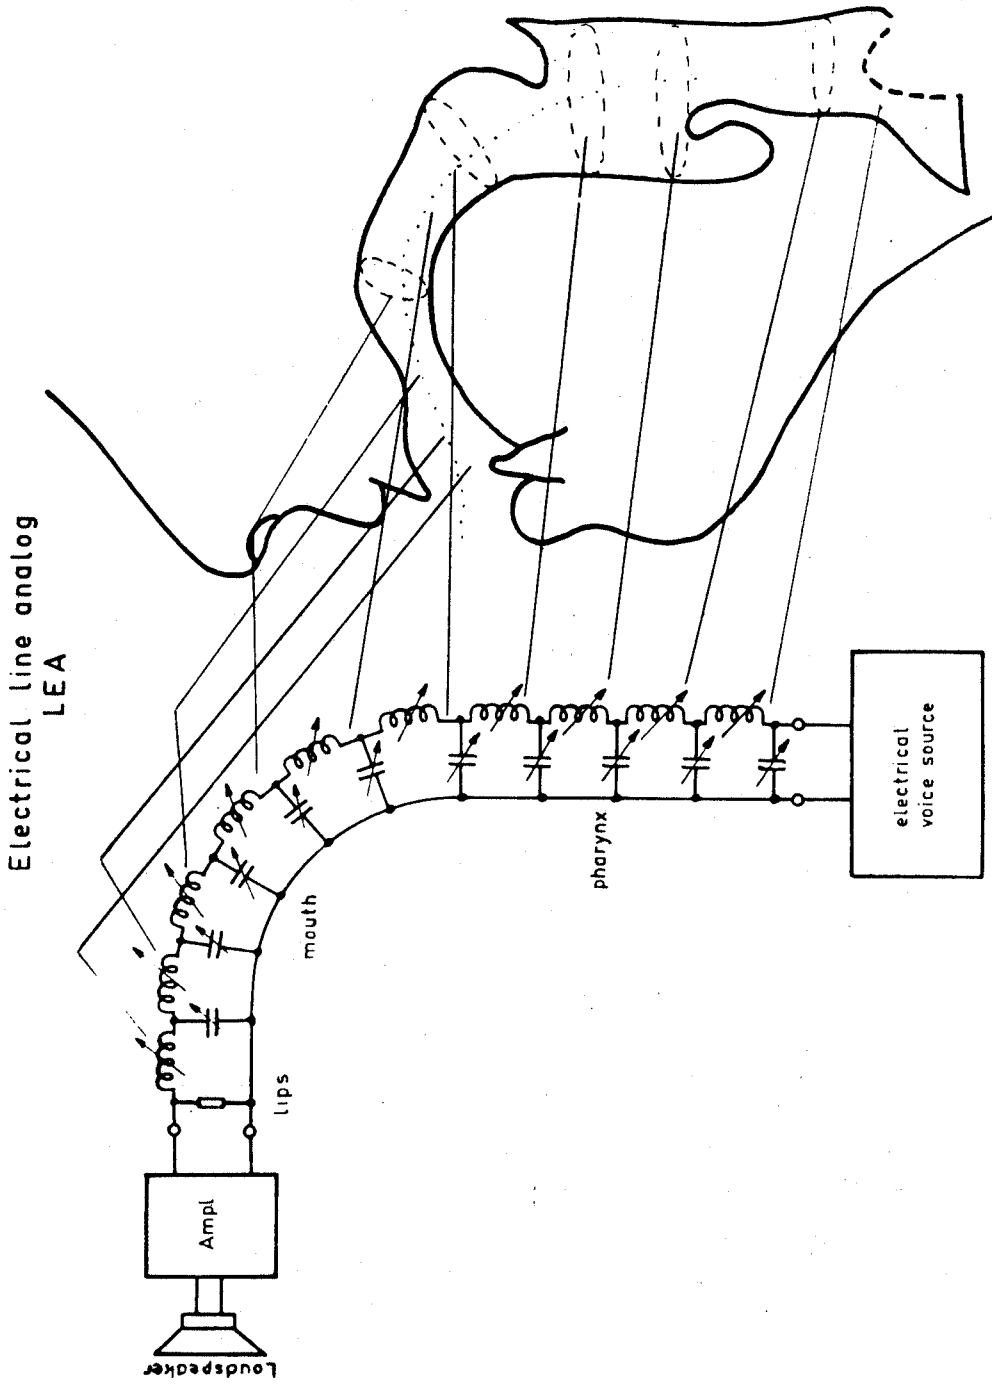 Electrical line analog
LEA
lips
mouth
pharynx
Loudspeaker
Ampl
electrical
voice source